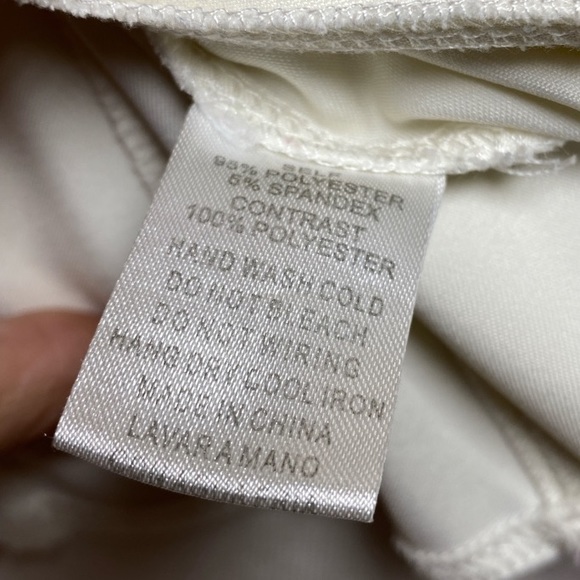 SELF
95% POLYESTER
5% SPANDEX
CONTRAST
100% POLYESTER
HAND WASH COLD
DO NOT BLEACH
DO NOT WIRING
HANG DRY COOL IRON
MADE IN CHINA
LAVAR A MANO